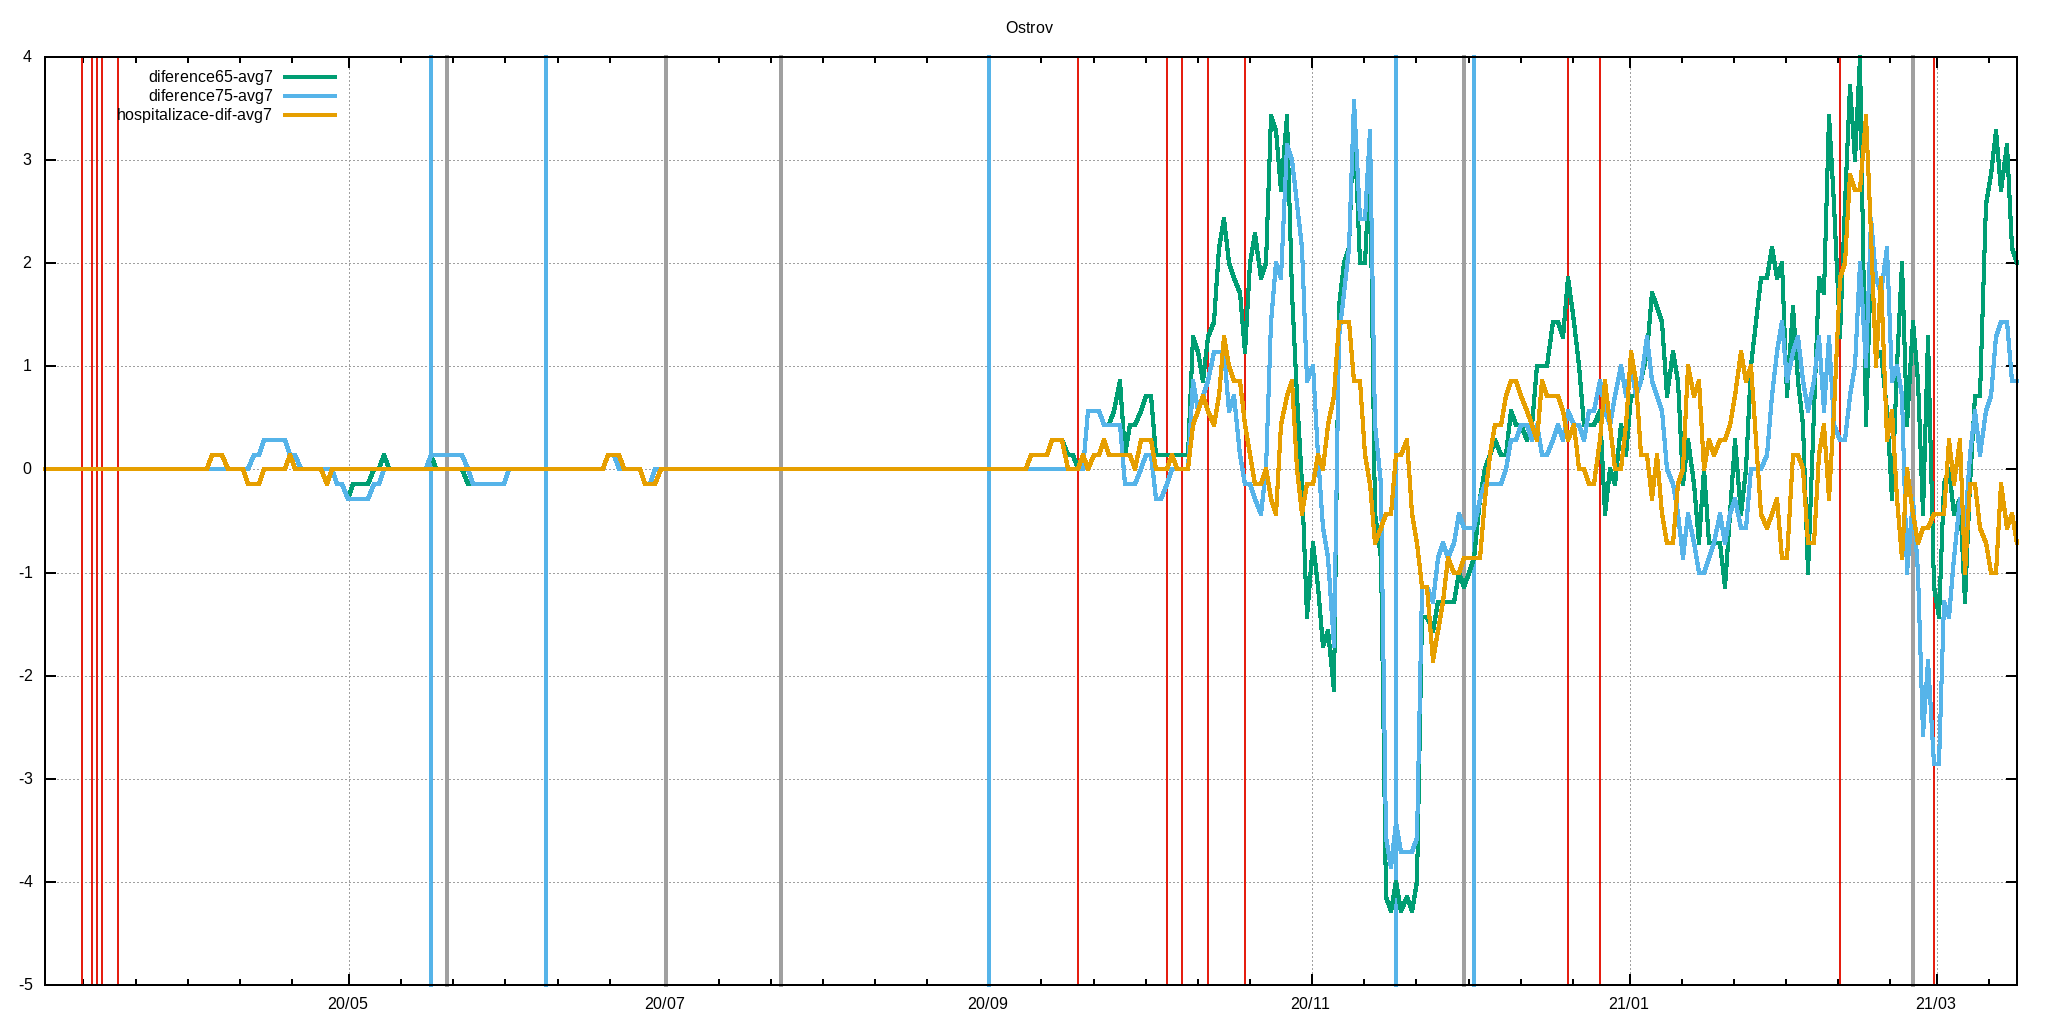 Ostrov
diference65-avg7
diference75-avg7
hospitalizace-dif-avg7
4
3
2
1
0
-1
-2
-3
-4
-5
20/05 20/07 20/09 20/11 21/01 21/03